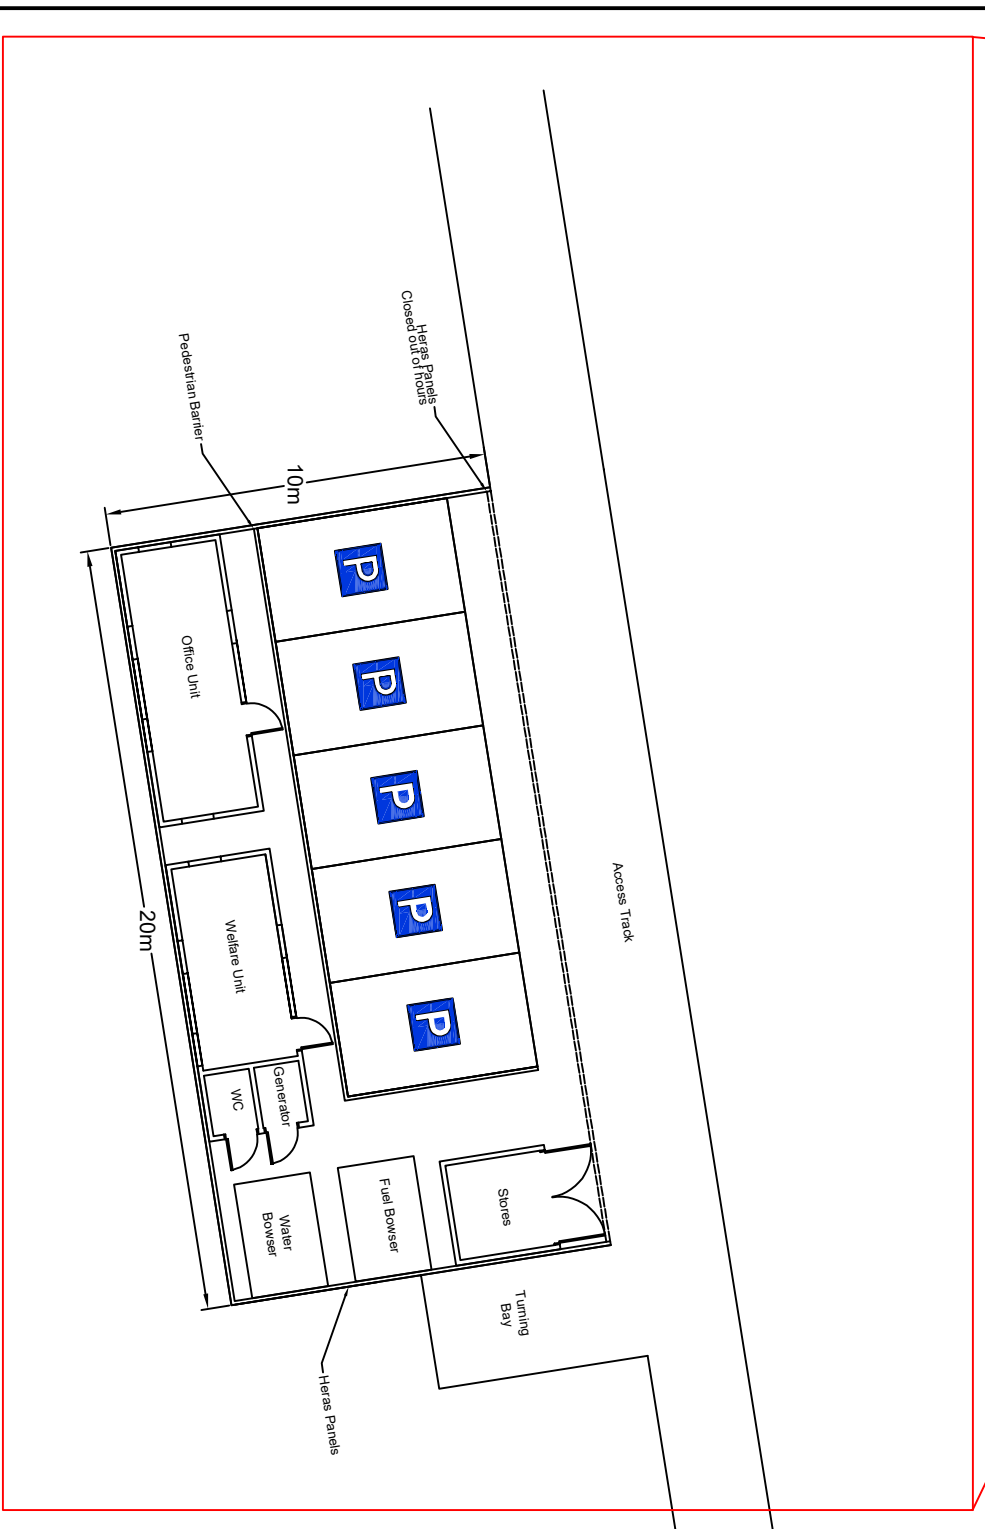 Heras Panels
Closed out of hours
Pedestrian Barrier
10m
P
P
P
P
P
Office Unit
Access Track
20m
Welfare Unit
Generator
WC
Stores
Fuel Bowser
Water
Bowser
Turning
Bay
Heras Panels